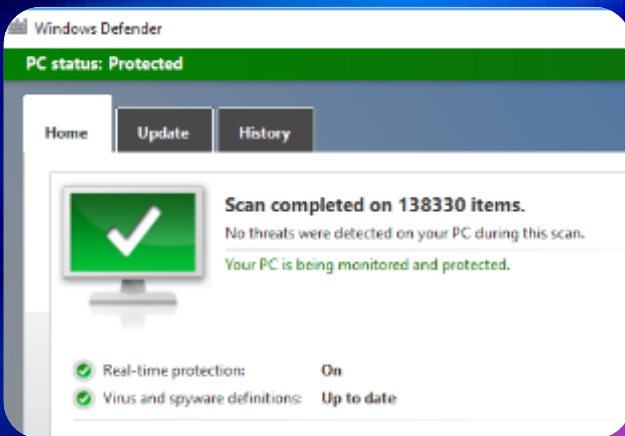 Windows Defender
PC status: Protected
Home Update History
Scan completed on 138330 items.
No threats were detected on your PC during this scan.
Your PC is being monitored and protected.
Real-time protection: On
Virus and spyware definitions: Up to date